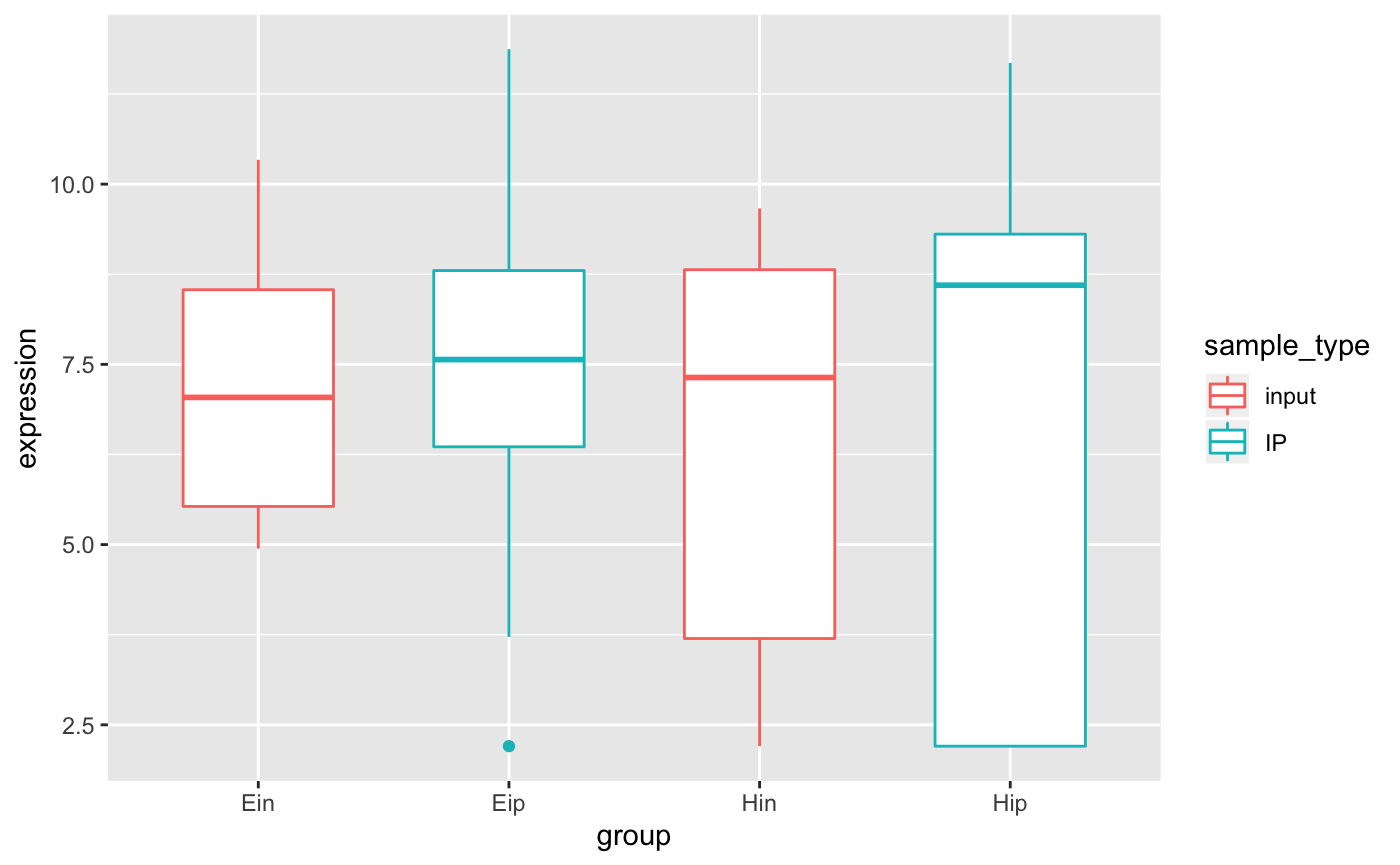 expression
10.0
7.5
5.0
2.5
Ein Eip Hin Hip
group
sample_type
input
IP